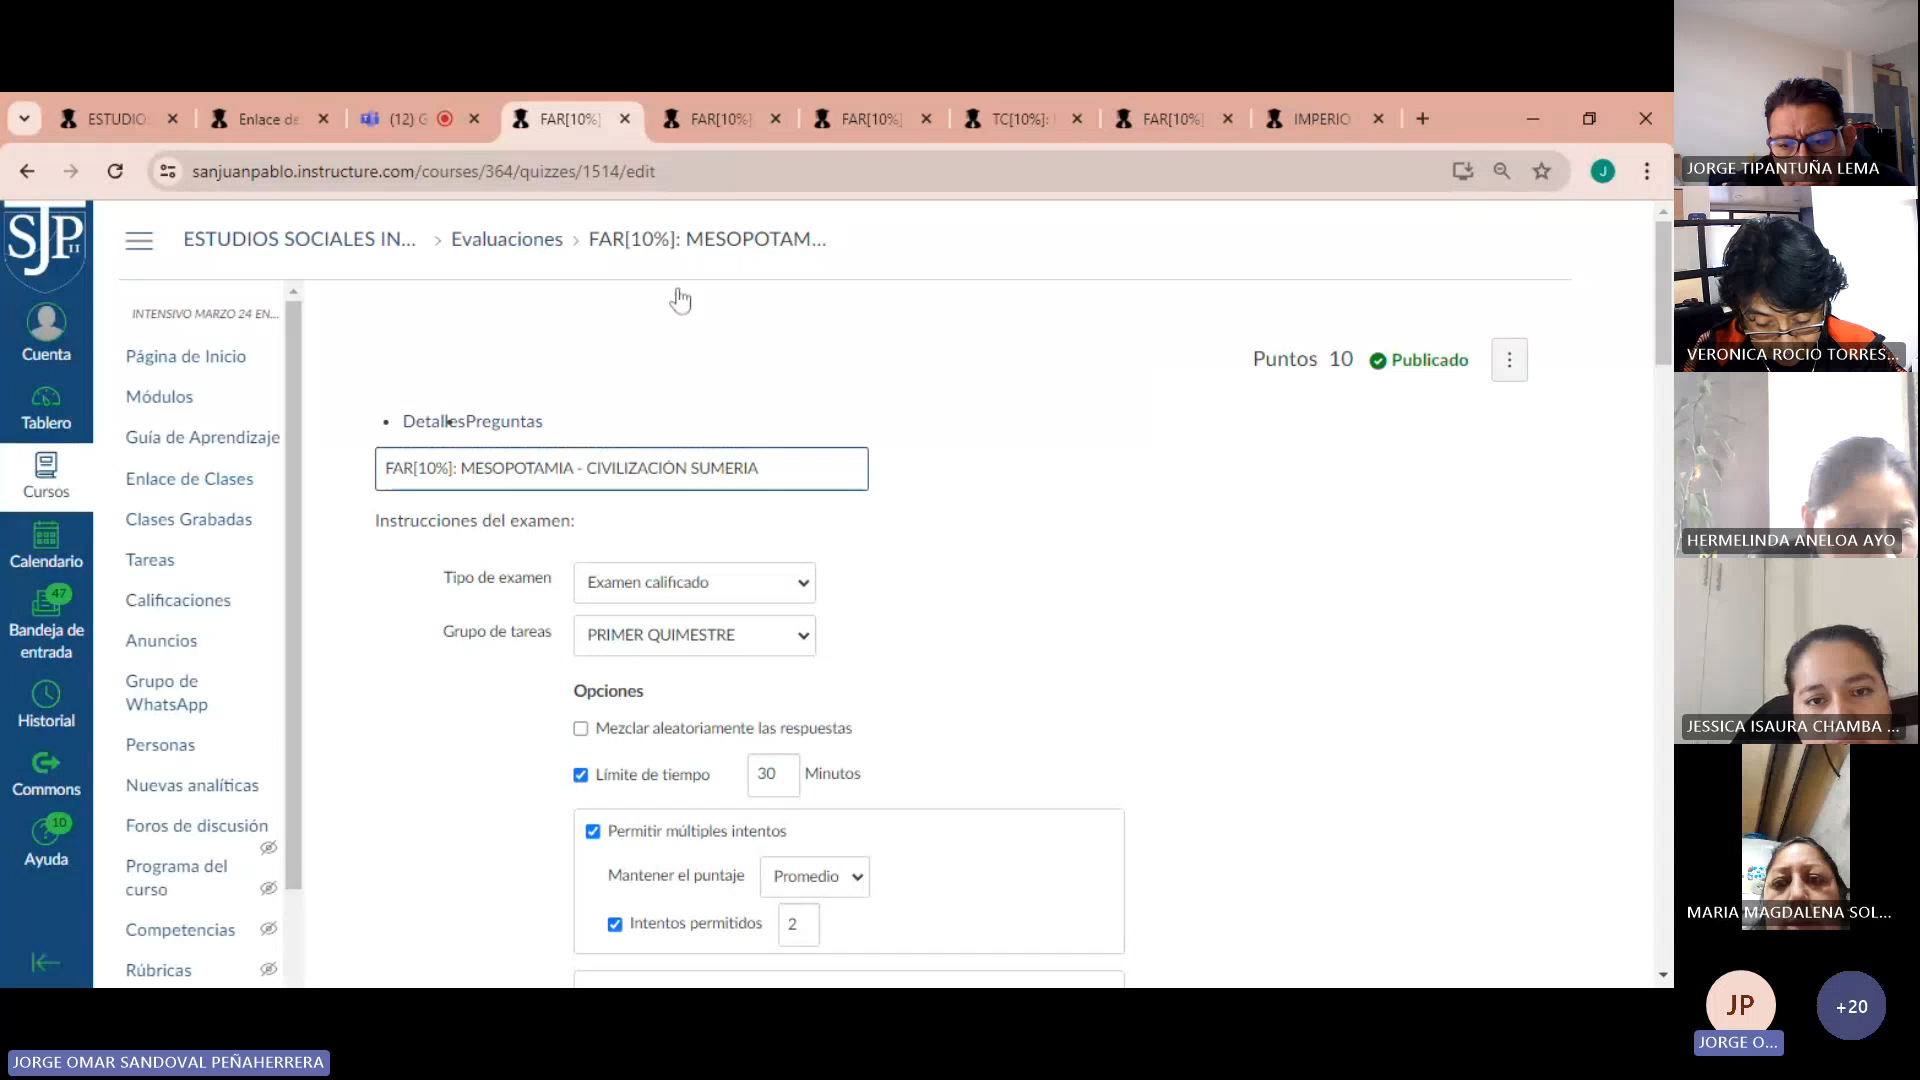 ESTUDIO
Enlace de
(12) G
FAR[10%]
FAR[10%]
FAR[10%]
TC[10%]:
FAR[10%]
IMPERIO
sanjuanpablo.instructure.com/courses/364/quizzes/1514/edit
J
SJP II
Cuenta
Tablero
Cursos
Calendario
47
Bandeja de
entrada
Historial
Commons
10
Ayuda
ESTUDIOS SOCIALES IN... > Evaluaciones > FAR[10%]: MESOPOTAM...
INTENSIVO MARZO 24 EN...
Página de Inicio
Módulos
Guía de Aprendizaje
Enlace de Clases
Clases Grabadas
Tareas
Calificaciones
Anuncios
Grupo de
WhatsApp
Personas
Nuevas analíticas
Foros de discusión
Programa del
curso
Competencias
Rúbricas
Puntos 10 Publicado
DetallesPreguntas
FAR[10%]: MESOPOTAMIA - CIVILIZACIÓN SUMERIA
Instrucciones del examen:
Tipo de examen Examen calificado
Grupo de tareas PRIMER QUIMESTRE
Opciones
Mezclar aleatoriamente las respuestas
Límite de tiempo 30 Minutos
Permitir múltiples intentos
Mantener el puntaje Promedio
Intentos permitidos 2
JORGE TIPANTUÑA LEMA
VERONICA ROCIO TORRES...
HERMELINDA ANELOA AYO
JESSICA ISAURA CHAMBA ...
MARIA MAGDALENA SOL...
JP
+20
JORGE O...
JORGE OMAR SANDOVAL PEÑAHERRERA